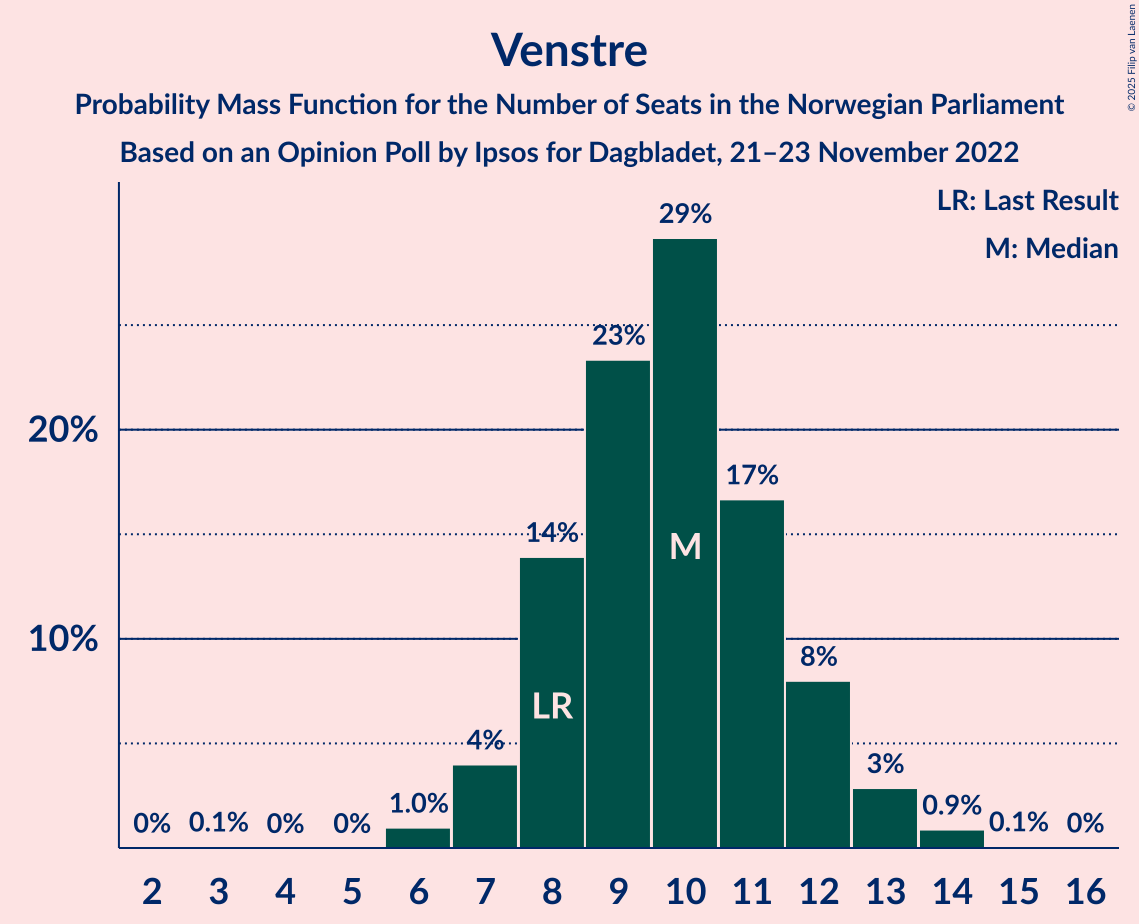 Venstre
Probability Mass Function for the Number of Seats in the Norwegian Parliament
Based on an Opinion Poll by Ipsos for Dagbladet, 21–23 November 2022
© 2025 Filip van Laenen
LR: Last Result
M: Median
20%
10%
0%
0.1%
0%
0%
1.0%
4%
14%
23%
29%
17%
8%
3%
0.9%
0.1%
0%
LR
M
2 3 4 5 6 7 8 9 10 11 12 13 14 15 16